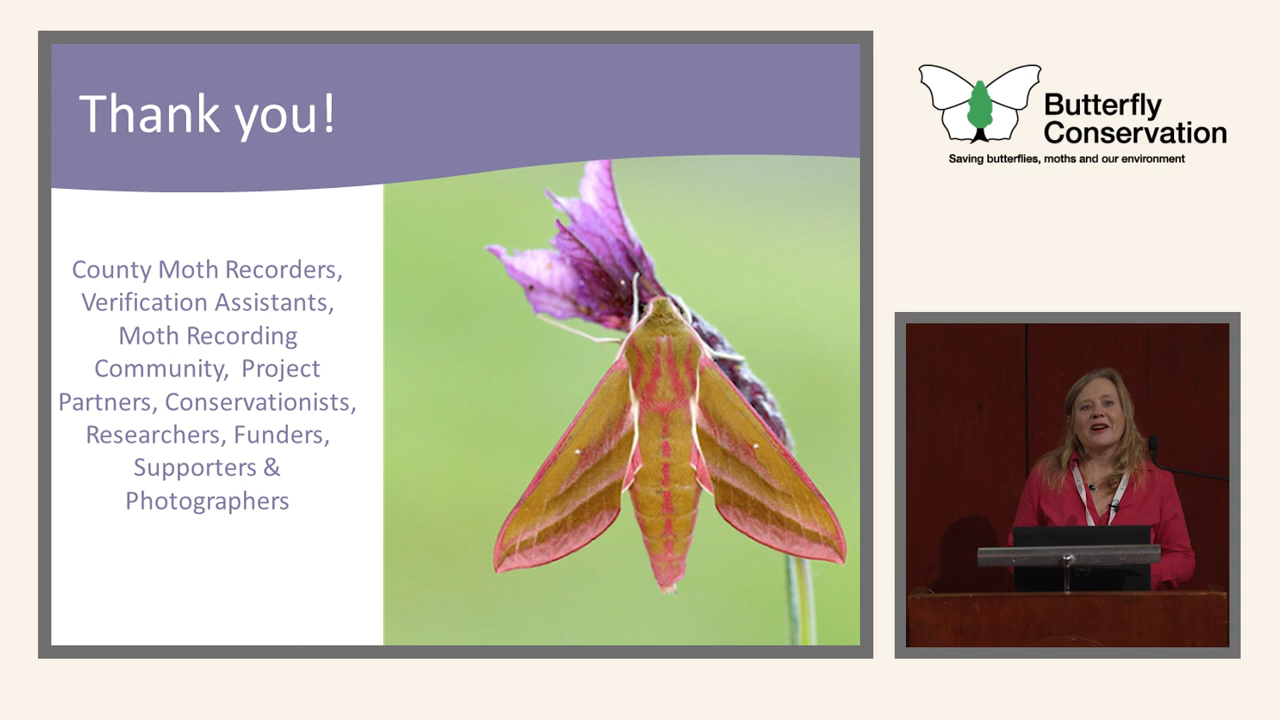 Thank you!
County Moth Recorders,
Verification Assistants,
Moth Recording
Community, Project
Partners, Conservationists,
Researchers, Funders,
Supporters &
Photographers
Butterfly
Conservation
Saving butterflies, moths and our environment